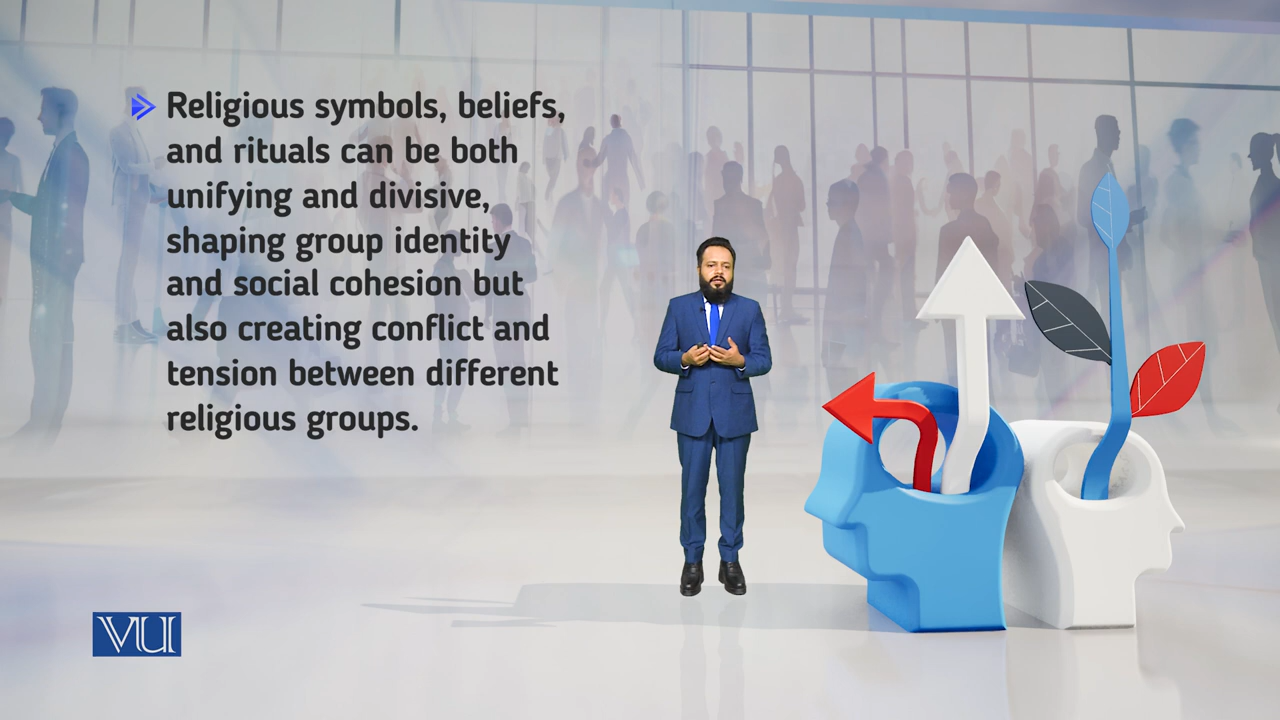 Religious symbols, beliefs,
and rituals can be both
unifying and divisive,
shaping group identity
and social cohesion but
also creating conflict and
tension between different
religious groups.
VU